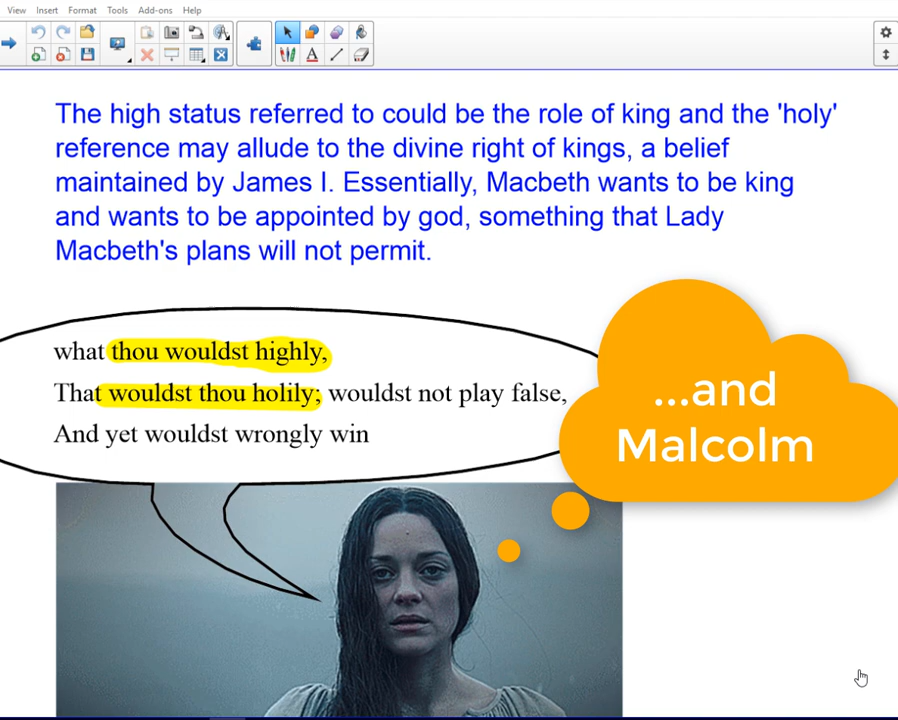 View Insert Format Tools Add-ons Help
The high status referred to could be the role of king and the 'holy'
reference may allude to the divine right of kings, a belief
maintained by James I. Essentially, Macbeth wants to be king
and wants to be appointed by god, something that Lady
Macbeth's plans will not permit.
what thou wouldst highly,
That wouldst thou holily; wouldst not play false,
And yet wouldst wrongly win
...and
Malcolm